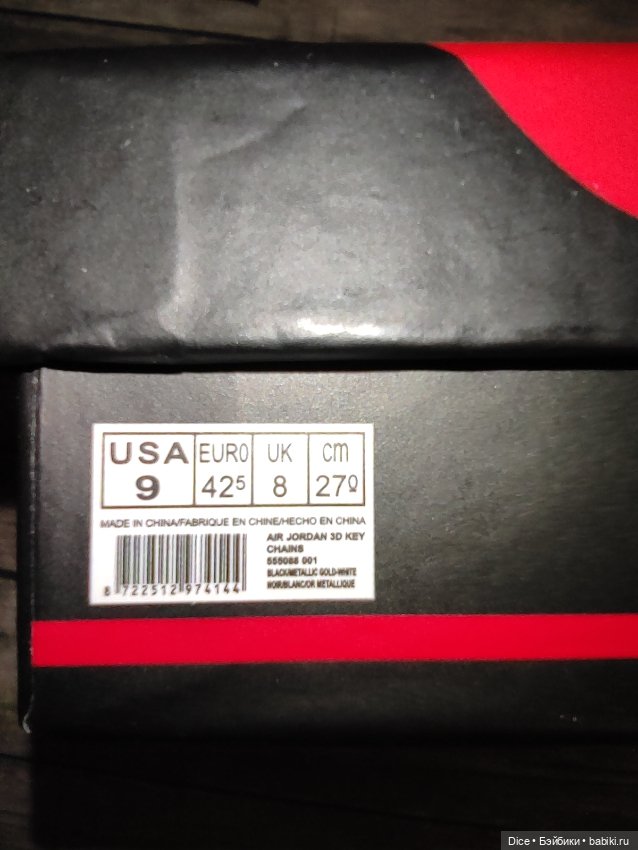 USA EURO UK cm
9 42⁵ 8 27⁰
MADE IN CHINA/FABRIQUE EN CHINE/HECHO EN CHINA
AIR JORDAN 3D KEY
CHAINS
555088 001
BLACK/METALLIC GOLD-WHITE
NOIR/BLANC/OR METALLIQUE
8 722512 974144
Dice • Бэйбики • babiki.ru